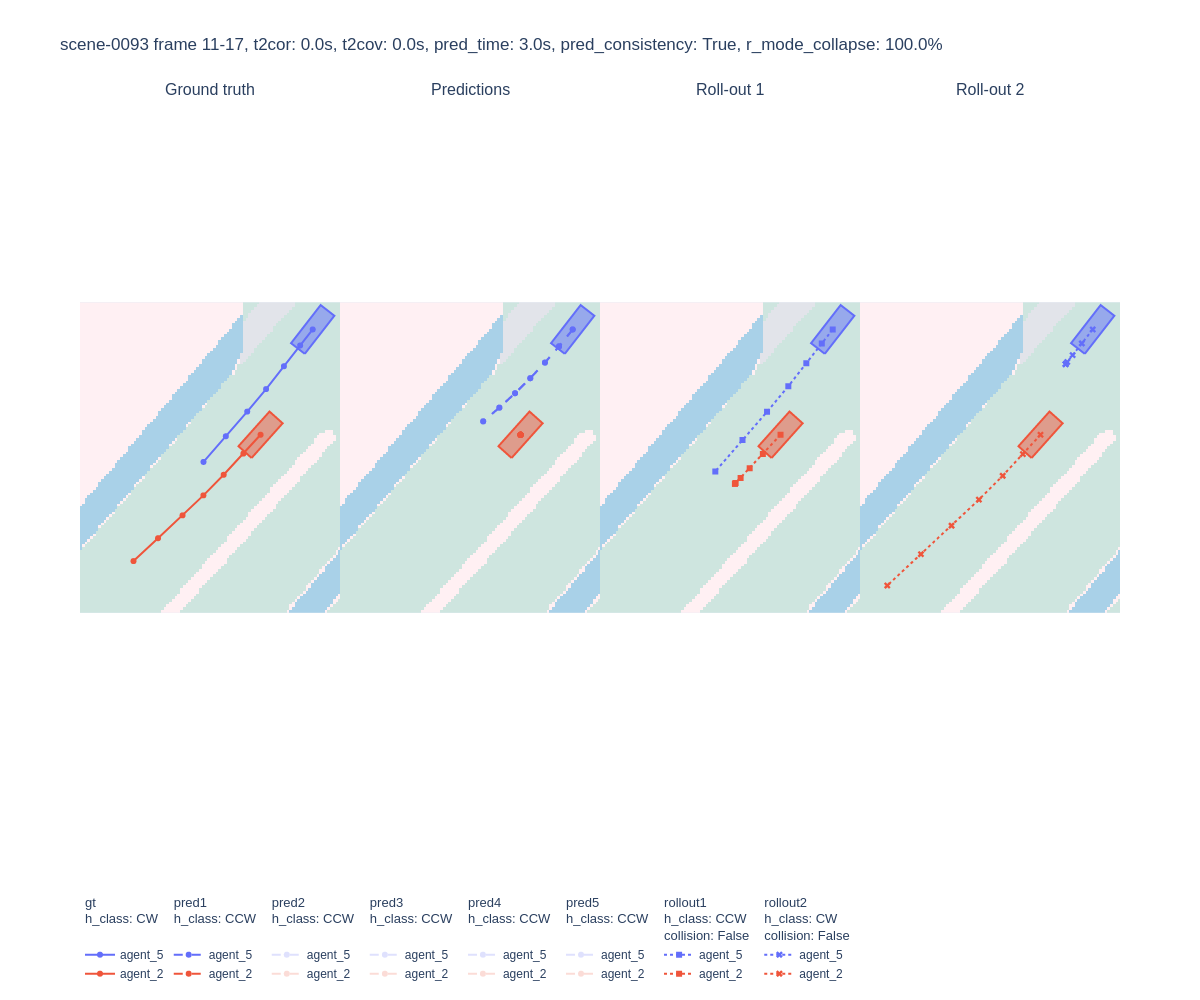 scene-0093 frame 11-17, t2cor: 0.0s, t2cov: 0.0s, pred_time: 3.0s, pred_consistency: True, r_mode_collapse: 100.0%
Ground truth
Predictions
Roll-out 1
Roll-out 2
gt
h_class: CW
agent_5
agent_2
pred1
h_class: CCW
agent_5
agent_2
pred2
h_class: CCW
agent_5
agent_2
pred3
h_class: CCW
agent_5
agent_2
pred4
h_class: CCW
agent_5
agent_2
pred5
h_class: CCW
agent_5
agent_2
rollout1
h_class: CCW
collision: False
agent_5
agent_2
rollout2
h_class: CW
collision: False
agent_5
agent_2